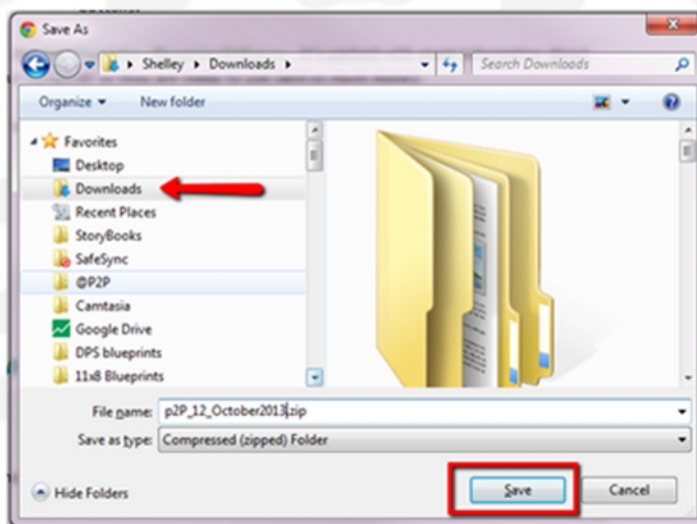 Save As
Shelley Downloads
Search Downloads
Organize New folder
Favorites
Desktop
Downloads
Recent Places
StoryBooks
SafeSync
@P2P
Camtasia
Google Drive
DPS blueprints
11x8 Blueprints
File name: p2P_12_October2013.zip
Save as type: Compressed (zipped) Folder
Hide Folders
Save Cancel